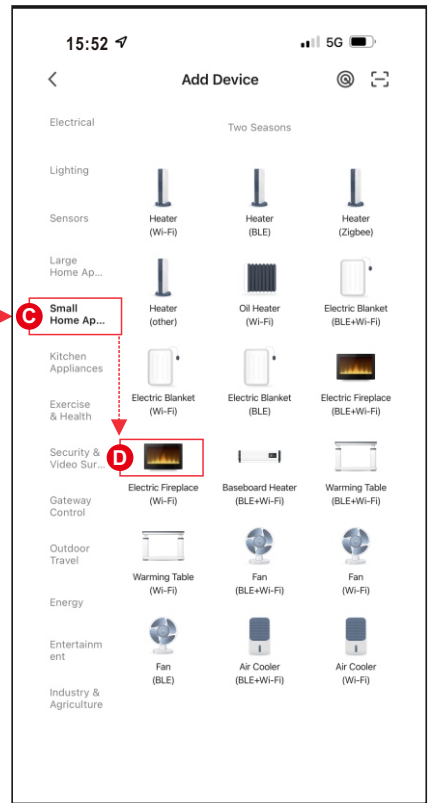 15:52
5G
Add Device
Electrical
Two Seasons
Lighting
Sensors
Heater
(Wi-Fi)
Heater
(BLE)
Heater
(Zigbee)
Large
Home Ap...
C
Small
Home Ap...
Heater
(other)
Oil Heater
(Wi-Fi)
Electric Blanket
(BLE+Wi-Fi)
Kitchen
Appliances
Exercise
& Health
Electric Blanket
(Wi-Fi)
Electric Blanket
(BLE)
Electric Fireplace
(BLE+Wi-Fi)
Security &
Video Sur...
D
Electric Fireplace
(Wi-Fi)
Baseboard Heater
(BLE+Wi-Fi)
Warming Table
(BLE+Wi-Fi)
Gateway
Control
Outdoor
Travel
Warming Table
(Wi-Fi)
Fan
(BLE+Wi-Fi)
Fan
(Wi-Fi)
Energy
Entertainm
ent
Fan
(BLE)
Air Cooler
(BLE+Wi-Fi)
Air Cooler
(Wi-Fi)
Industry &
Agriculture